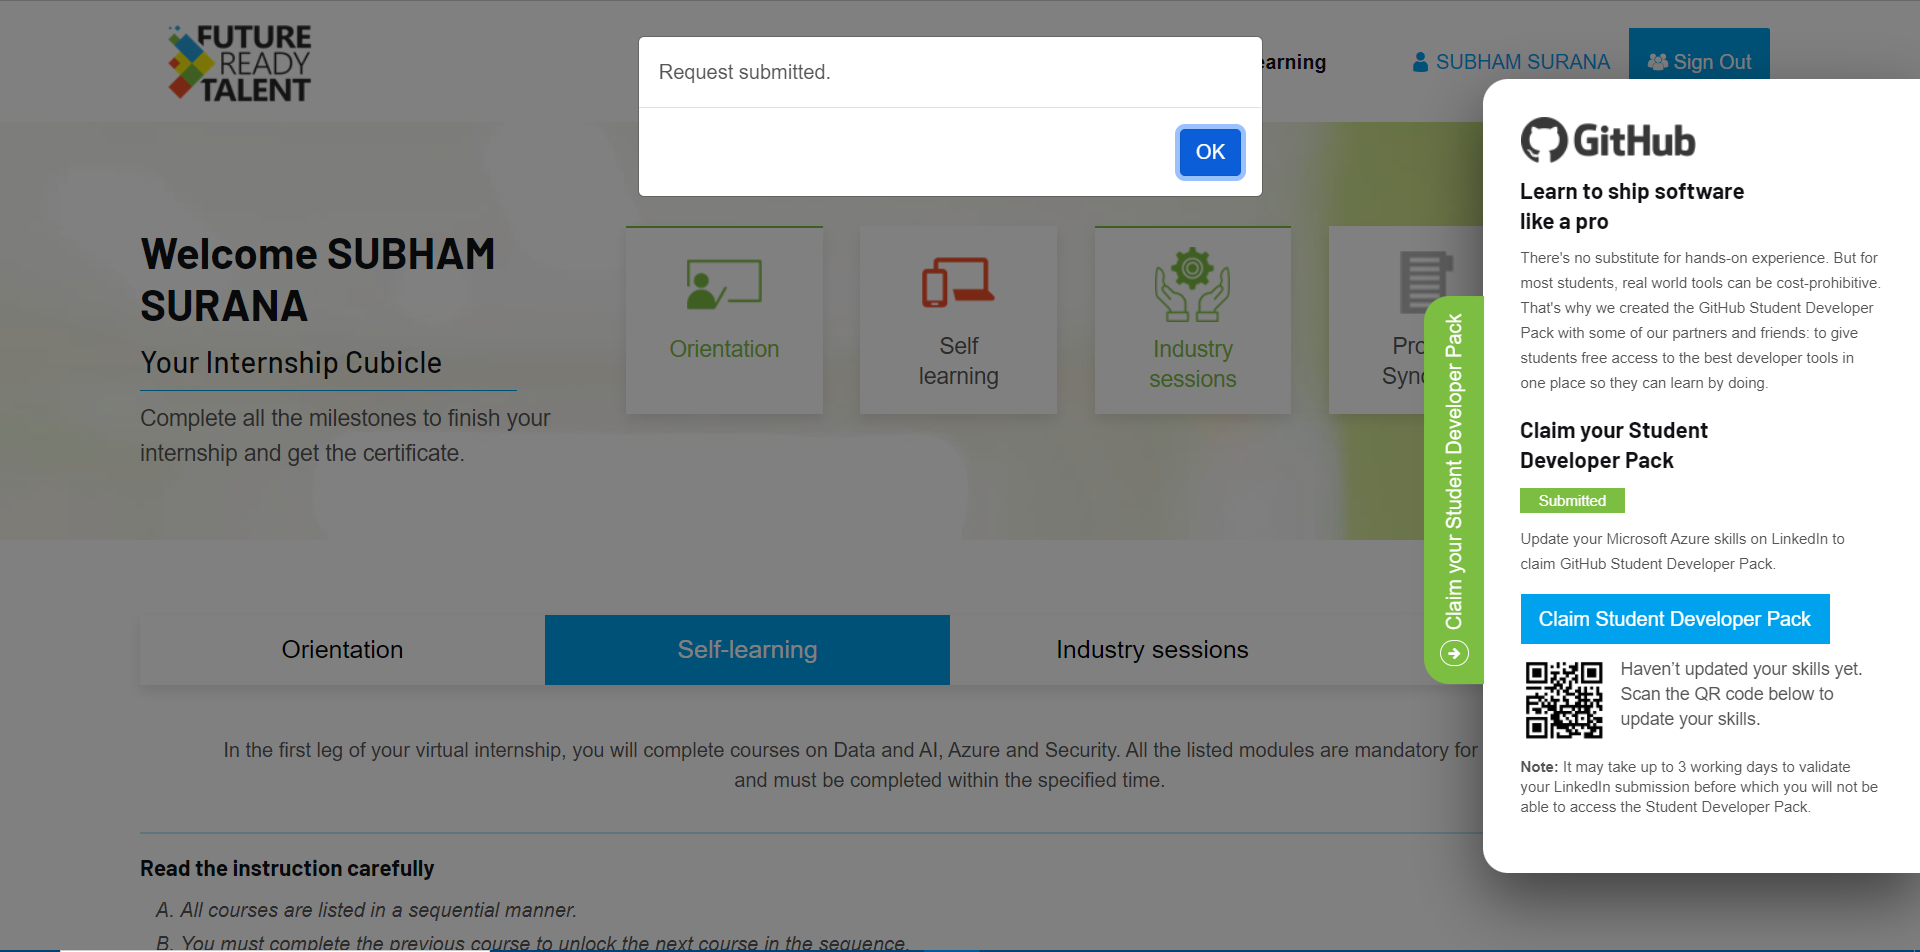 FUTURE
READY
TALENT
earning
SUBHAM SURANA
Sign Out
Request submitted.
OK
Welcome SUBHAM
SURANA
Your Internship Cubicle
Complete all the milestones to finish your
internship and get the certificate.
Orientation
Self
learning
Industry
sessions
Pro
Syn
Claim your Student Developer Pack
GitHub
Learn to ship software
like a pro
There's no substitute for hands-on experience. But for
most students, real world tools can be cost-prohibitive.
That's why we created the GitHub Student Developer
Pack with some of our partners and friends: to give
students free access to the best developer tools in
one place so they can learn by doing.
Claim your Student
Developer Pack
Submitted
Update your Microsoft Azure skills on LinkedIn to
claim GitHub Student Developer Pack.
Claim Student Developer Pack
Haven’t updated your skills yet.
Scan the QR code below to
update your skills.
Note: It may take up to 3 working days to validate
your LinkedIn submission before which you will not be
able to access the Student Developer Pack.
Orientation
Self-learning
Industry sessions
In the first leg of your virtual internship, you will complete courses on Data and AI, Azure and Security. All the listed modules are mandatory for
and must be completed within the specified time.
Read the instruction carefully
A. All courses are listed in a sequential manner.
B. You must complete the previous course to unlock the next course in the sequence.